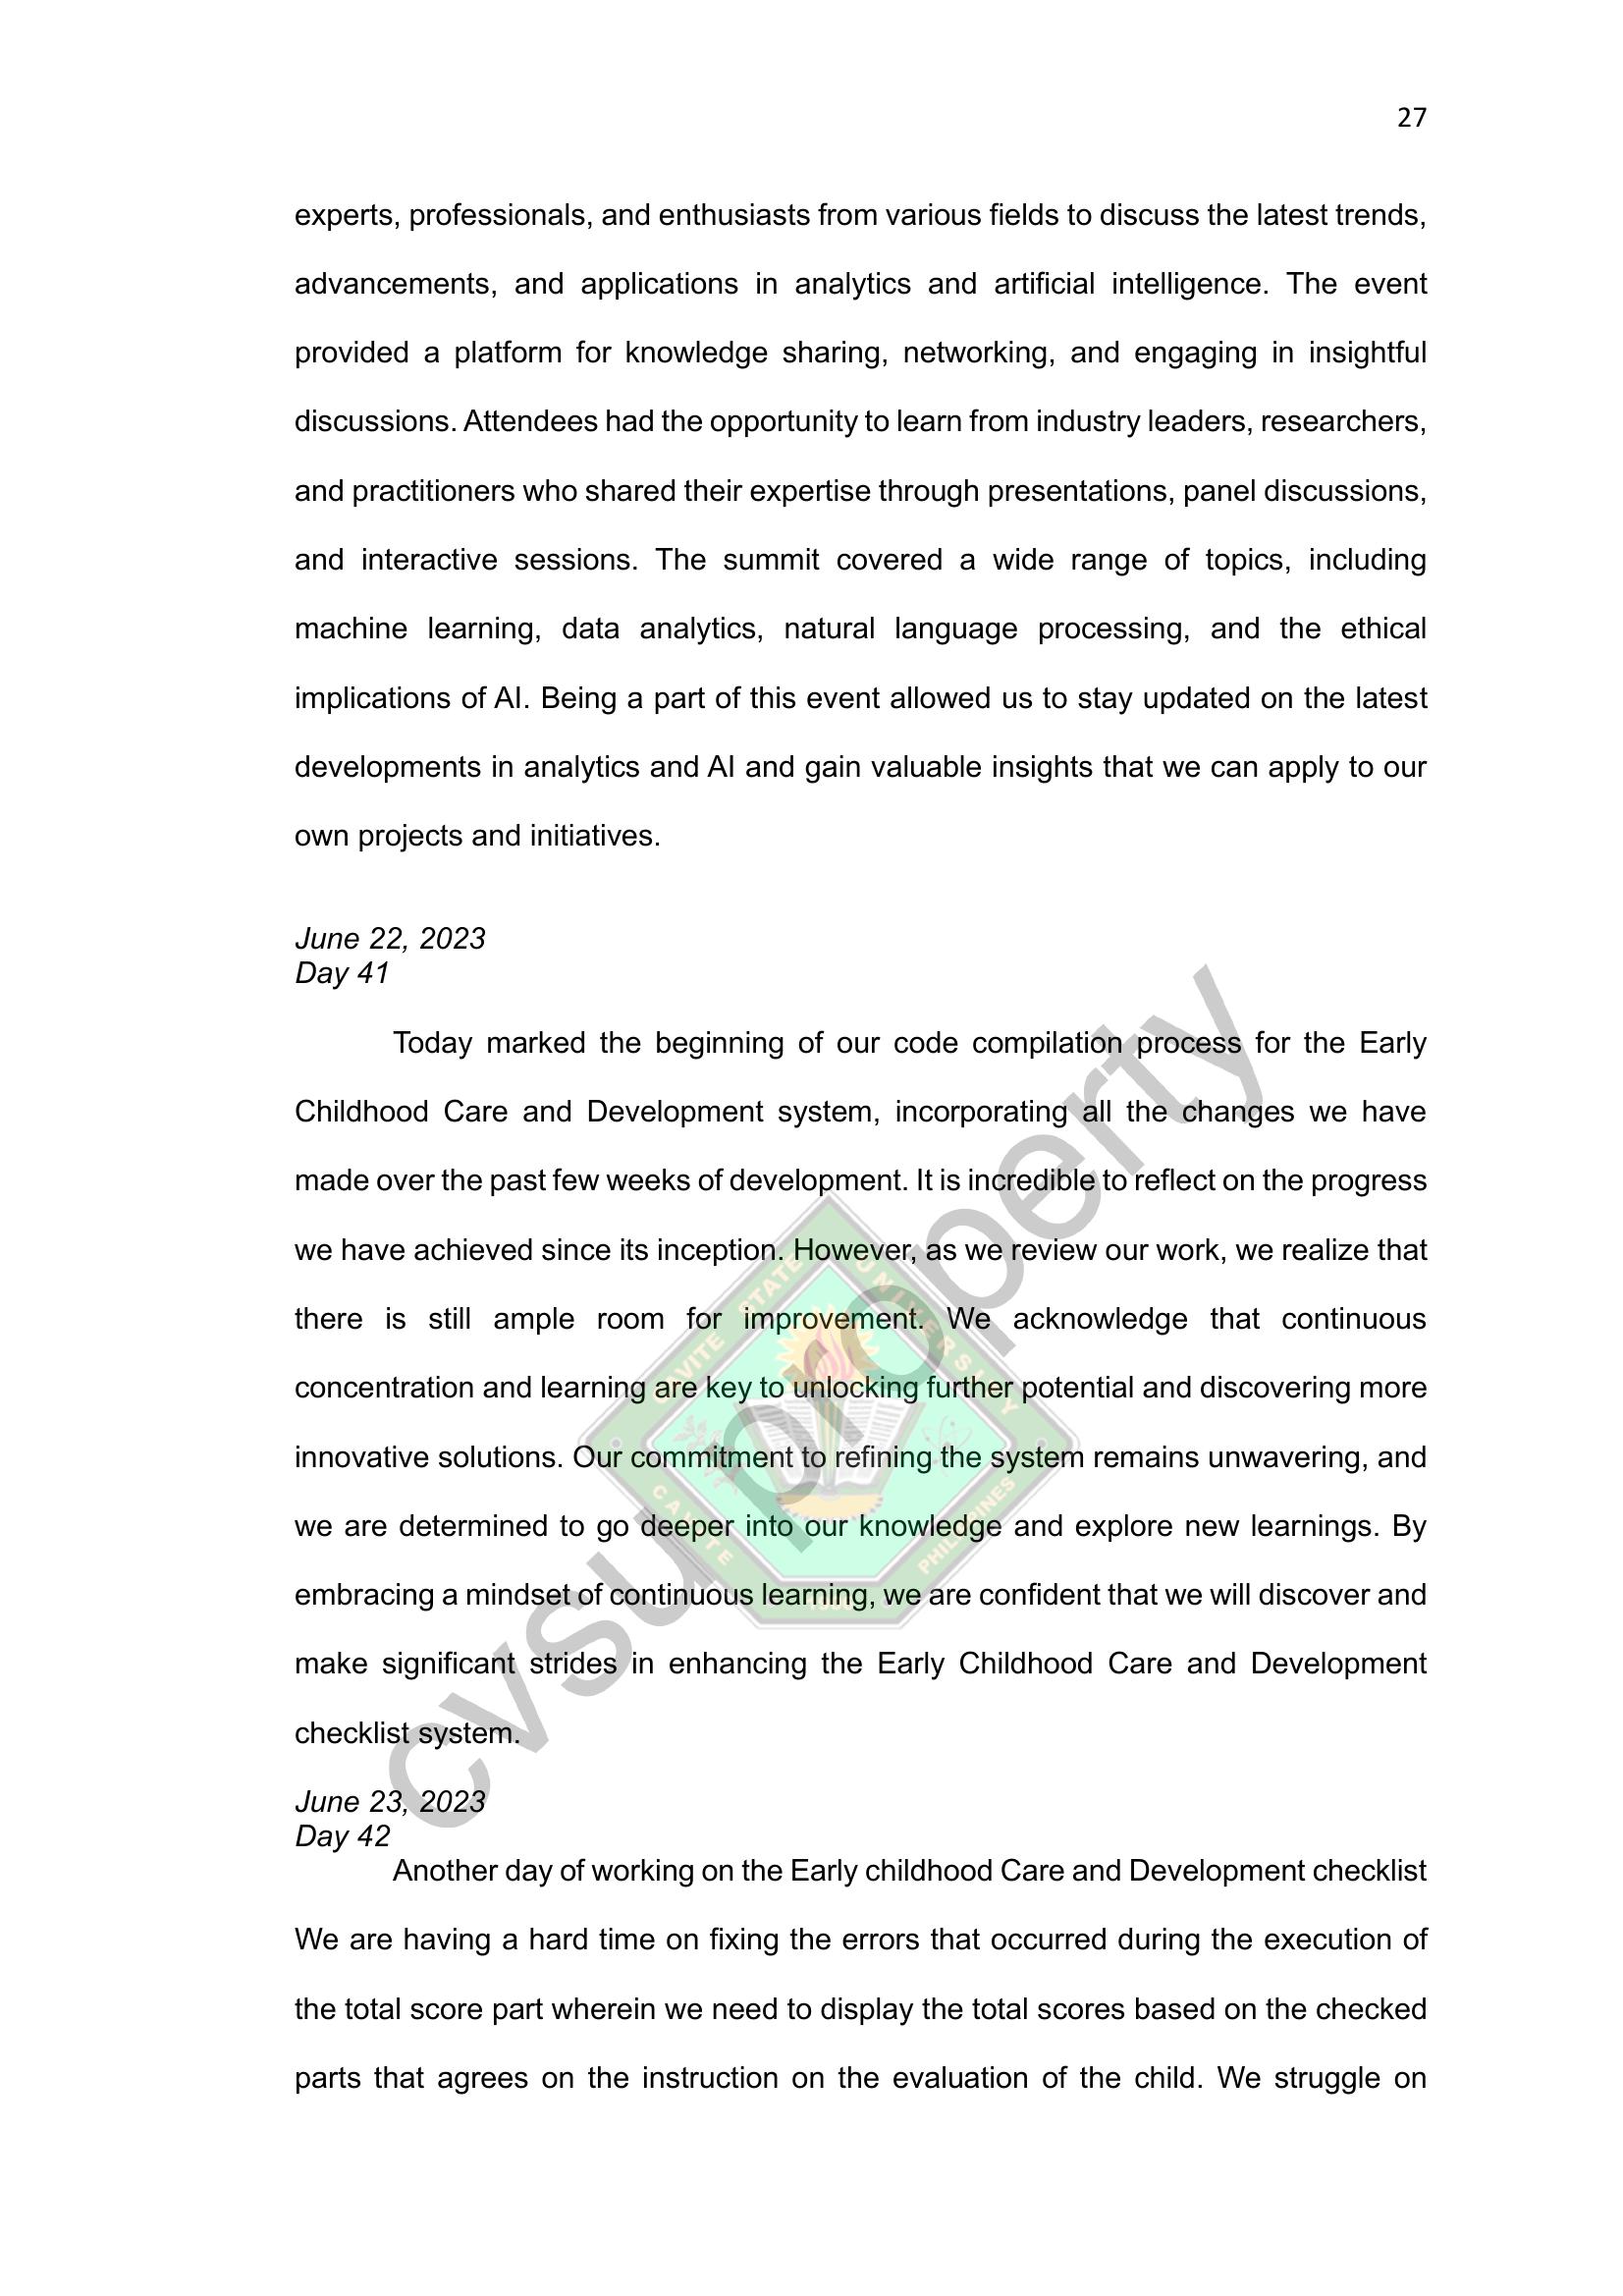 27
experts, professionals, and enthusiasts from various fields to discuss the latest trends,
advancements, and applications in analytics and artificial intelligence. The event
provided a platform for knowledge sharing, networking, and engaging in insightful
discussions. Attendees had the opportunity to learn from industry leaders, researchers,
and practitioners who shared their expertise through presentations, panel discussions,
and interactive sessions. The summit covered a wide range of topics, including
machine learning, data analytics, natural language processing, and the ethical
implications of AI. Being a part of this event allowed us to stay updated on the latest
developments in analytics and AI and gain valuable insights that we can apply to our
own projects and initiatives.
June 22, 2023
Day 41
Today marked the beginning of our code compilation process for the Early
Childhood Care and Development system, incorporating all the changes we have
made over the past few weeks of development. It is incredible to reflect on the progress
we have achieved since its inception. However, as we review our work, we realize that
there is still ample room for improvement. We acknowledge that continuous
concentration and learning are key to unlocking further potential and discovering more
innovative solutions. Our commitment to refining the system remains unwavering, and
we are determined to go deeper into our knowledge and explore new learnings. By
embracing a mindset of continuous learning, we are confident that we will discover and
make significant strides in enhancing the Early Childhood Care and Development
checklist system.
June 23, 2023
Day 42
Another day of working on the Early childhood Care and Development checklist
We are having a hard time on fixing the errors that occurred during the execution of
the total score part wherein we need to display the total scores based on the checked
parts that agrees on the instruction on the evaluation of the child. We struggle on
cvsu property
CAVITE STATE UNIVERSITY
CAVITE PHILIPPINES